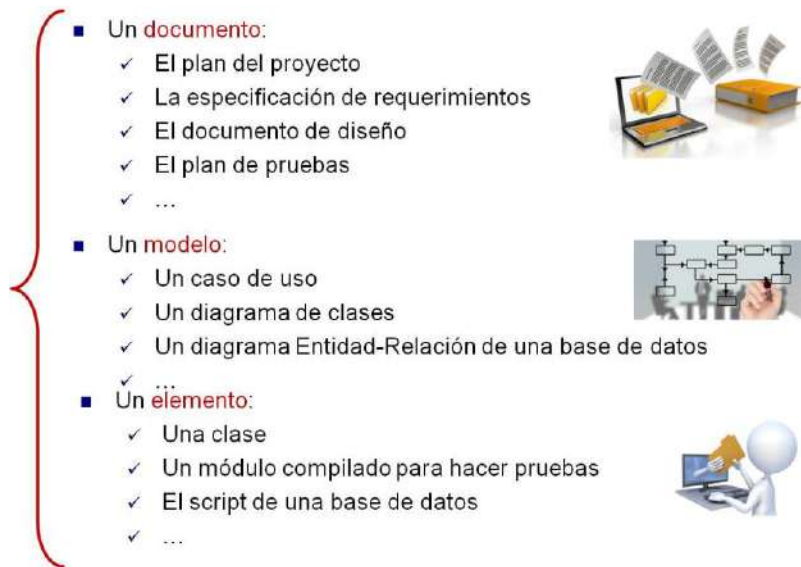 Un documento:
El plan del proyecto
La especificación de requerimientos
El documento de diseño
El plan de pruebas
...
Un modelo:
Un caso de uso
Un diagrama de clases
Un diagrama Entidad-Relación de una base de datos
...
Un elemento:
Una clase
Un módulo compilado para hacer pruebas
El script de una base de datos
...